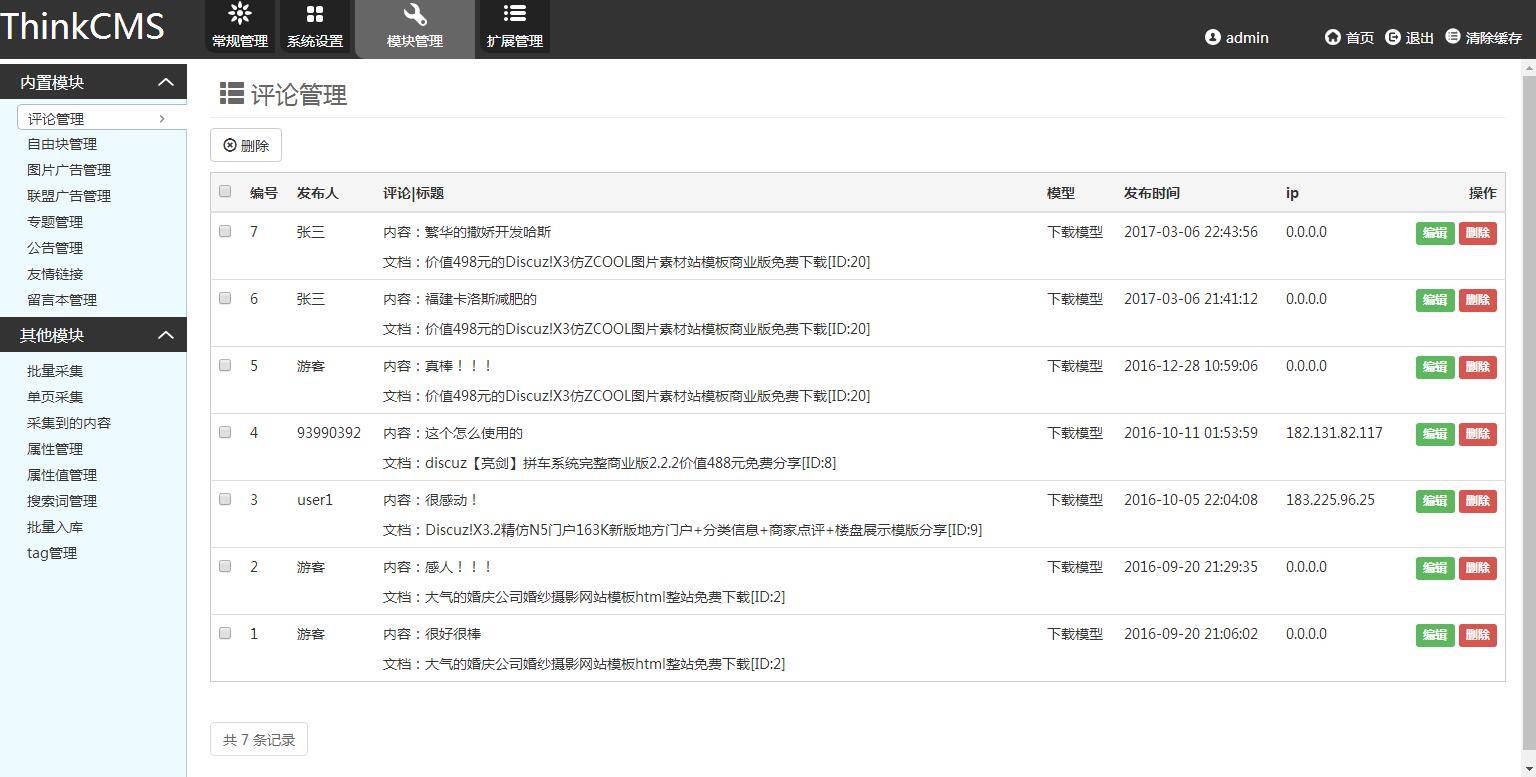 ThinkCMS
常规管理 系统设置 模块管理 扩展管理
admin 首页 退出 清除缓存
内置模块
评论管理
自由块管理
图片广告管理
联盟广告管理
专题管理
公告管理
友情链接
留言本管理
其他模块
批量采集
单页采集
采集到的内容
属性管理
属性值管理
搜索词管理
批量入库
tag管理
评论管理
删除
编号 发布人 评论|标题 模型 发布时间 ip 操作
7 张三 内容：繁华的撒娇开发哈斯 下载模型 2017-03-06 22:43:56 0.0.0.0 编辑 删除
文档：价值498元的Discuz!X3仿ZCOOL图片素材站模板商业版免费下载[ID:20]
6 张三 内容：福建卡洛斯减肥的 下载模型 2017-03-06 21:41:12 0.0.0.0 编辑 删除
文档：价值498元的Discuz!X3仿ZCOOL图片素材站模板商业版免费下载[ID:20]
5 游客 内容：真棒！！！ 下载模型 2016-12-28 10:59:06 0.0.0.0 编辑 删除
文档：价值498元的Discuz!X3仿ZCOOL图片素材站模板商业版免费下载[ID:20]
4 93990392 内容：这个怎么使用的 下载模型 2016-10-11 01:53:59 182.131.82.117 编辑 删除
文档：discuz【亮剑】拼车系统完整商业版2.2.2价值488元免费分享[ID:8]
3 user1 内容：很感动！ 下载模型 2016-10-05 22:04:08 183.225.96.25 编辑 删除
文档：Discuz!X3.2精仿N5门户163K新版地方门户+分类信息+商家点评+楼盘展示模版分享[ID:9]
2 游客 内容：感人！！！ 下载模型 2016-09-20 21:29:35 0.0.0.0 编辑 删除
文档：大气的婚庆公司婚纱摄影网站模板html整站免费下载[ID:2]
1 游客 内容：很好很棒 下载模型 2016-09-20 21:06:02 0.0.0.0 编辑 删除
文档：大气的婚庆公司婚纱摄影网站模板html整站免费下载[ID:2]
共 7 条记录